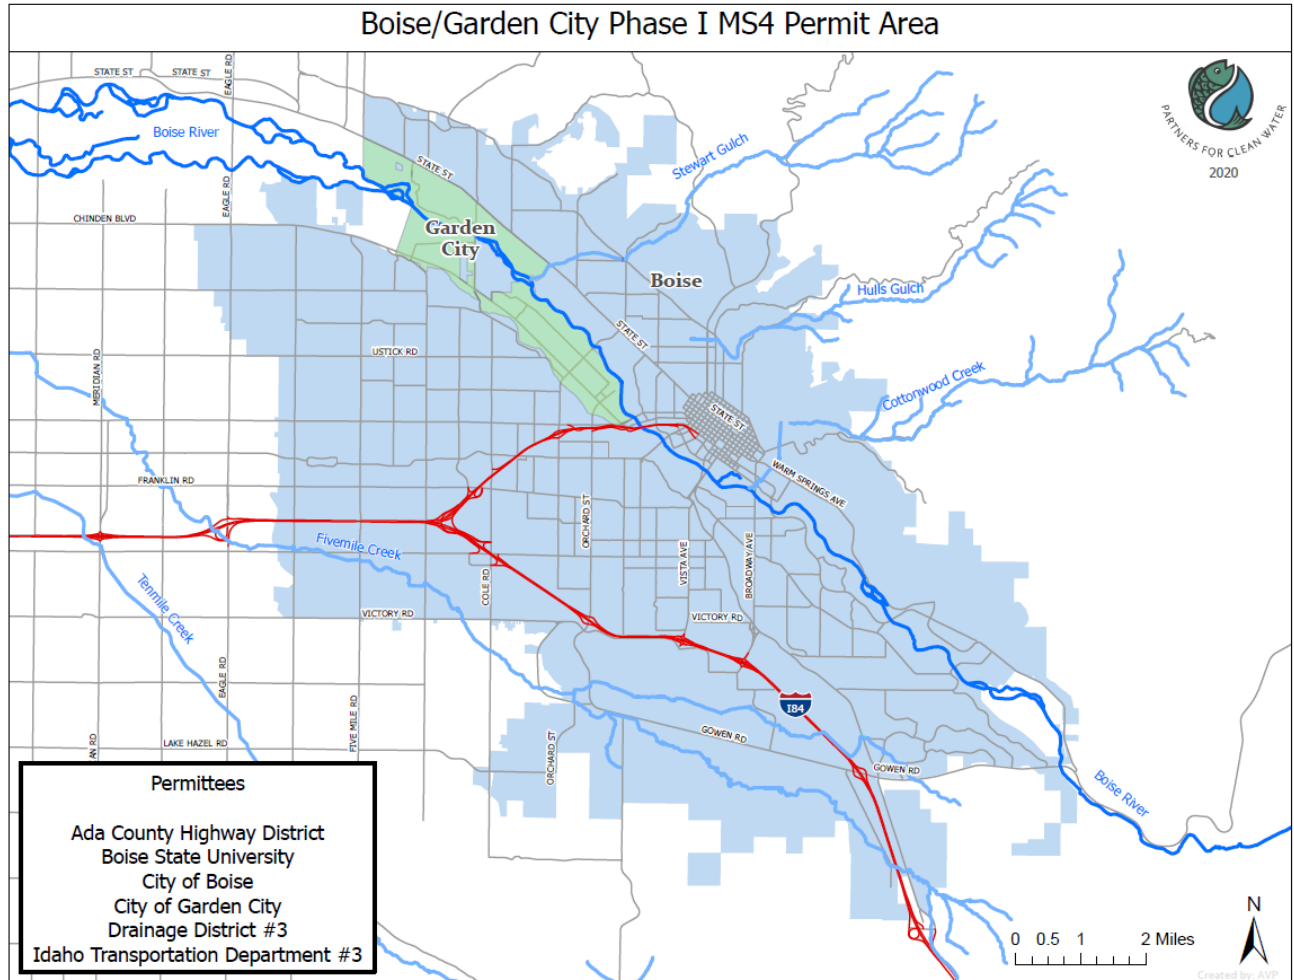 Boise/Garden City Phase I MS4 Permit Area
STATE ST
STATE ST
EAGLE RD
PARTNERS FOR CLEAN WATER
2020
Boise River
STATE ST
Stewart Gulch
EAGLE RD
CHINDEN BLVD
Garden
City
Boise
Hulls Gulch
STATE ST
USTICK RD
MERIDIAN RD
Cottonwood Creek
STATE ST
WARM SPRINGS AVE
FRANKLIN RD
ORCHARD ST
Fivemile Creek
VISTA AVE
BROADWAY AVE
COLE RD
Tenmile Creek
VICTORY RD
VICTORY RD
EAGLE RD
FIVE MILE RD
I84
GOWEN RD
AN RD
LAKE HAZEL RD
ORCHARD ST
GOWEN RD
Boise River
Permittees
Ada County Highway District
Boise State University
City of Boise
City of Garden City
Drainage District #3
Idaho Transportation Department #3
N
0 0.5 1 2 Miles
Created by: AVP